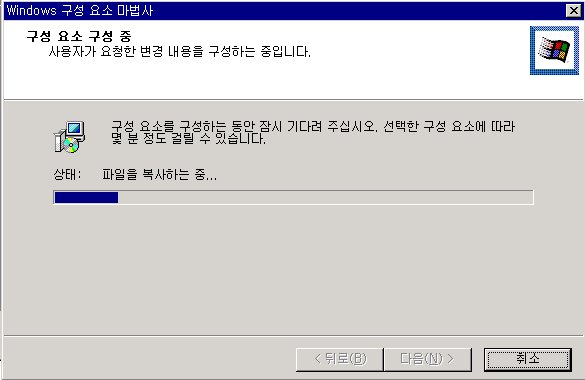 Windows 구성 요소 마법사
구성 요소 구성 중
사용자가 요청한 변경 내용을 구성하는 중입니다.
구성 요소를 구성하는 동안 잠시 기다려 주십시오. 선택한 구성 요소에 따라
몇 분 정도 걸릴 수 있습니다.
상태: 파일을 복사하는 중...
< 뒤로(B) 다음(N) > 취소